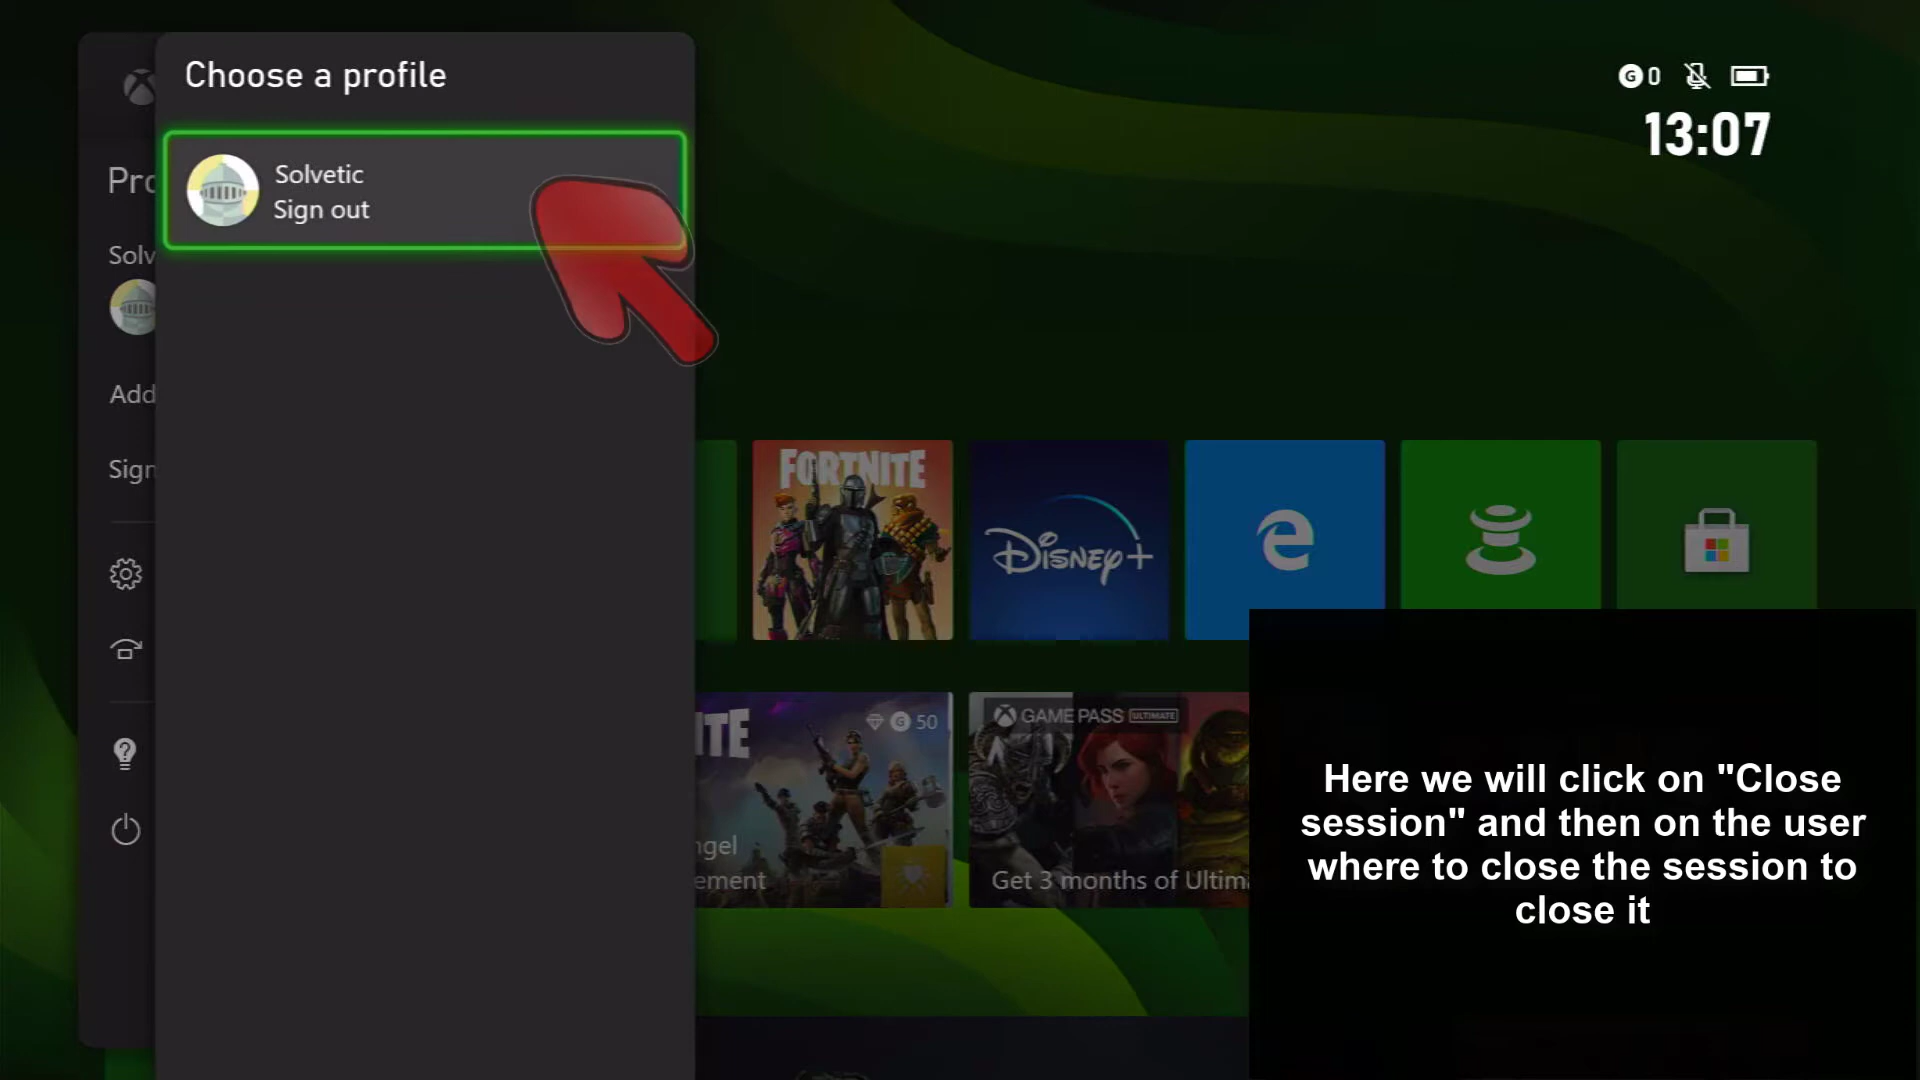 Choose a profile
Solvetic
Sign out
Pro
Solv
Add
Sign
G 0
13:07
FORTNITE
Disney+
ITE
G 50
ngel
ement
GAME PASS ULTIMATE
Get 3 months of Ultima
Here we will click on "Close
session" and then on the user
where to close the session to
close it